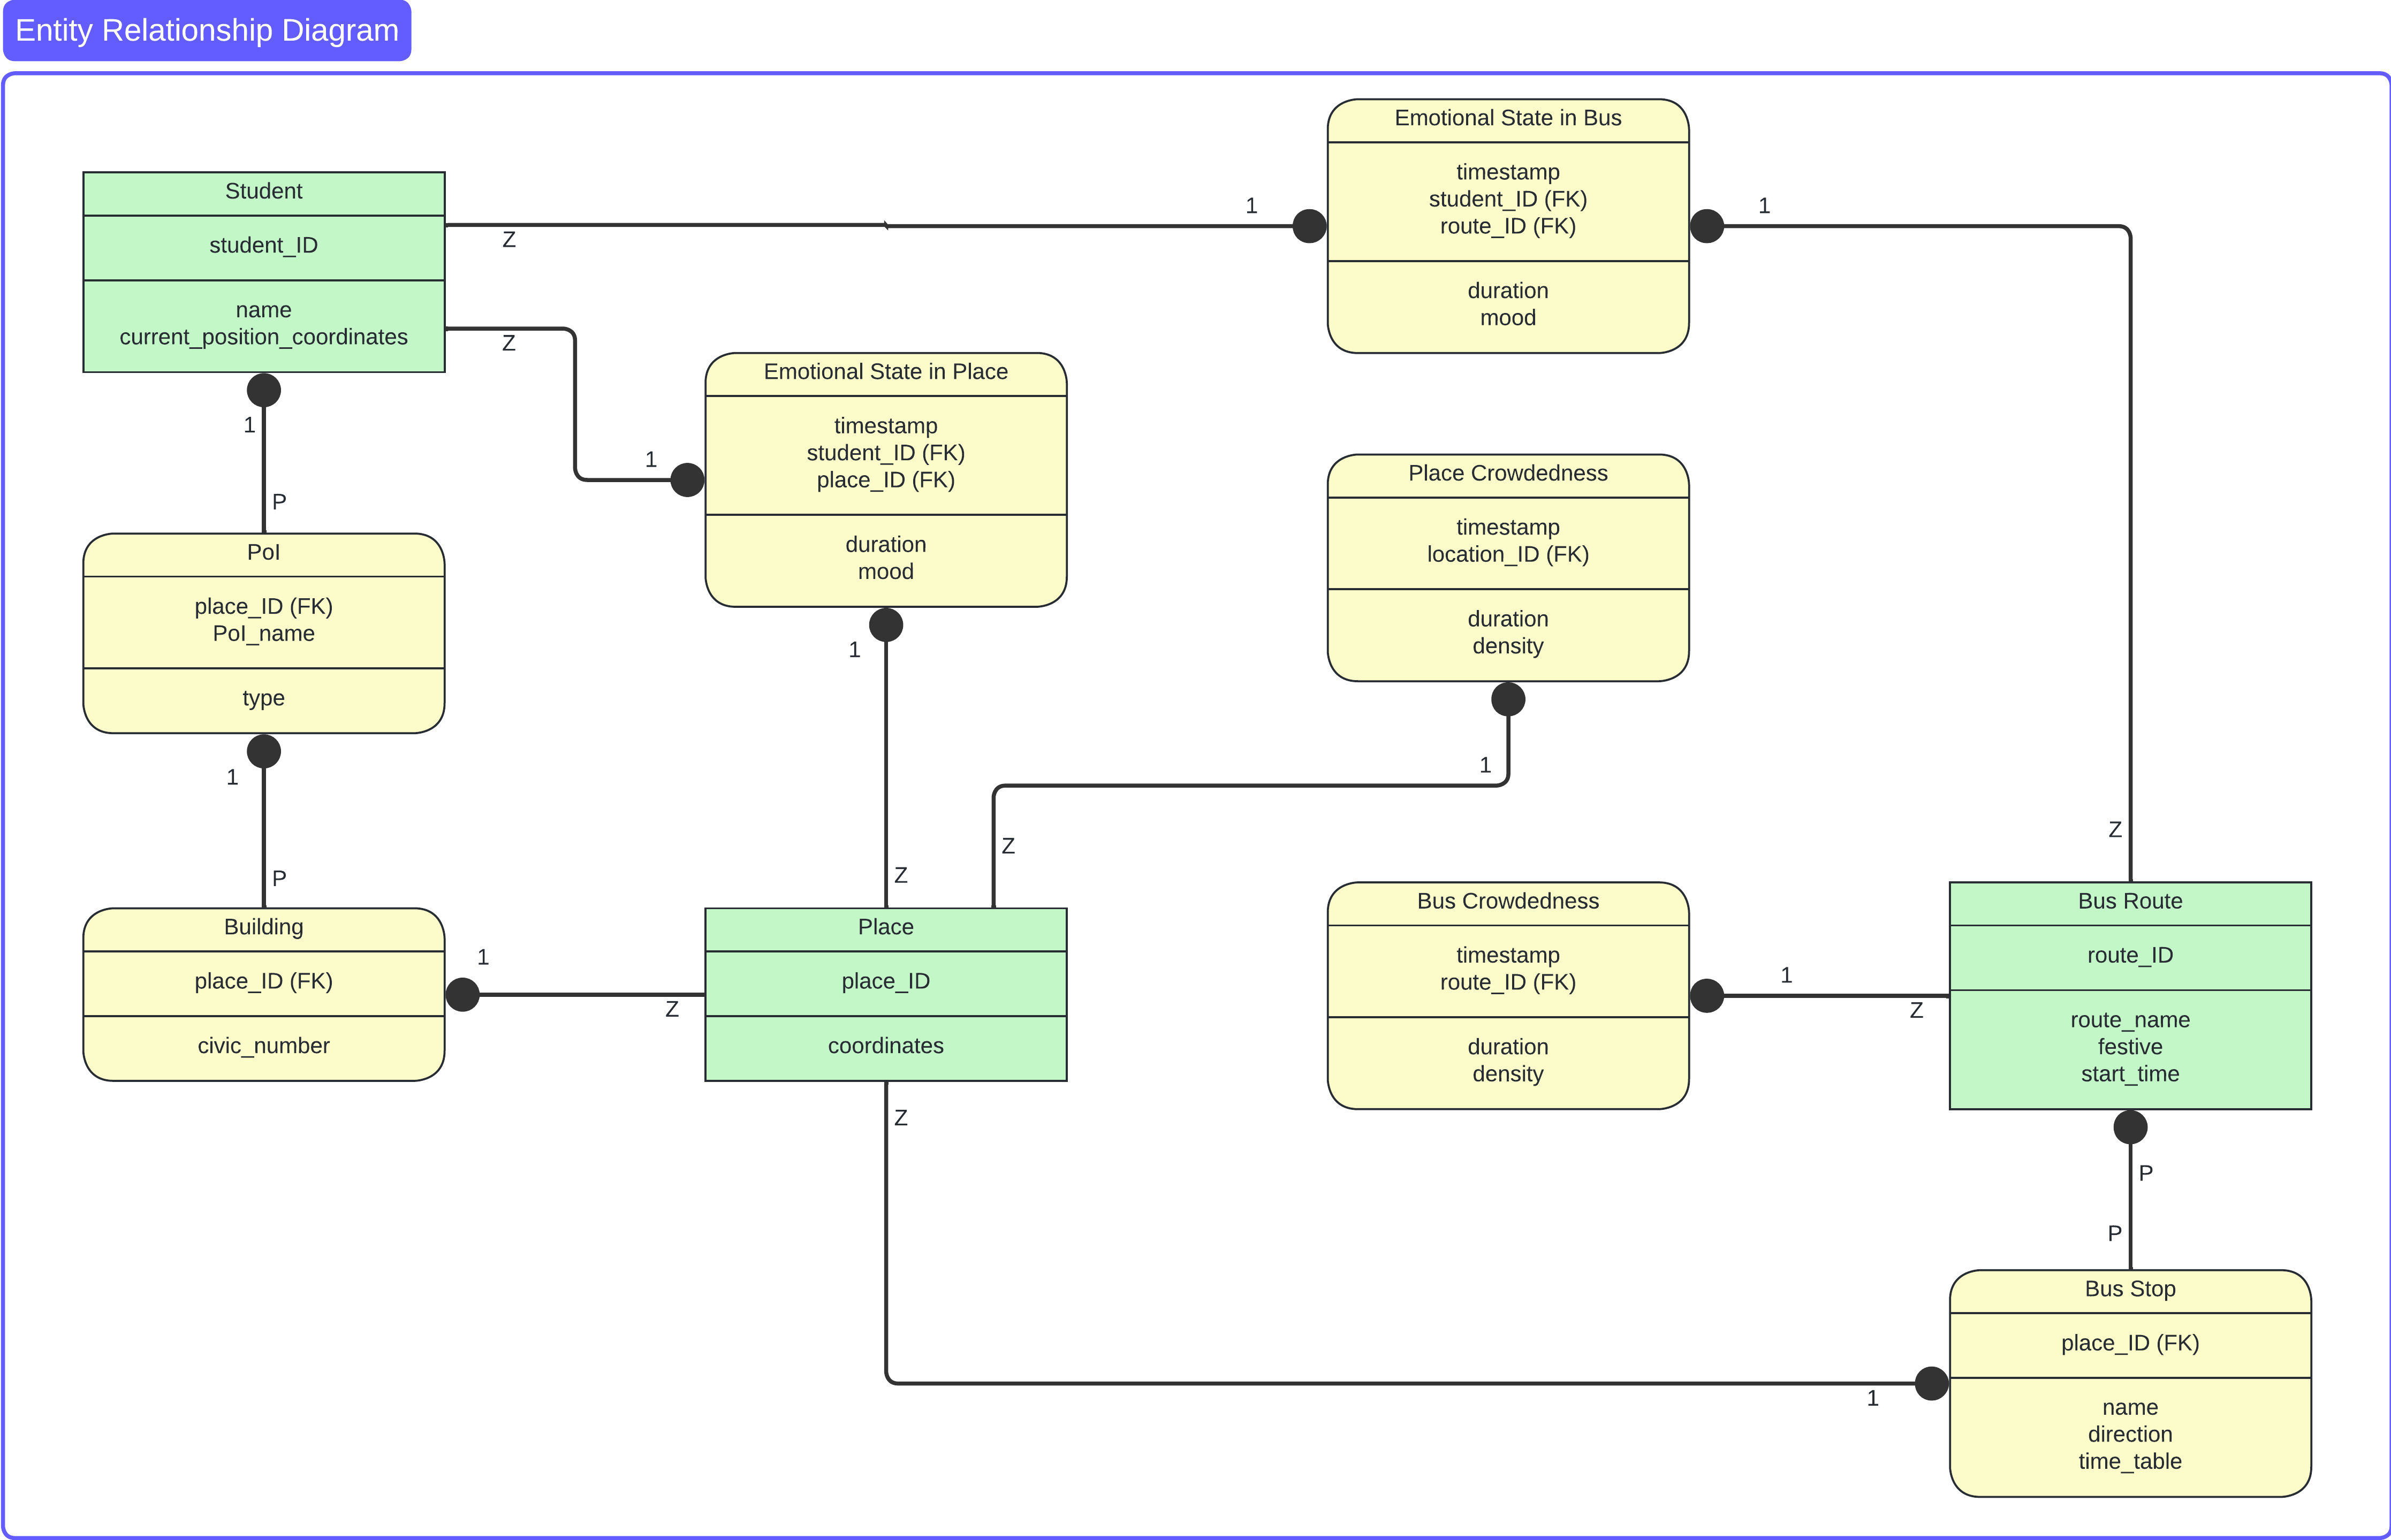 Entity Relationship Diagram
Emotional State in Bus
timestamp
student_ID (FK)
route_ID (FK)
duration
mood
1
1
Student
student_ID
name
current_position_coordinates
Z
Z
1
P
Emotional State in Place
timestamp
student_ID (FK)
place_ID (FK)
duration
mood
1
1
Z
Place Crowdedness
timestamp
location_ID (FK)
duration
density
1
Z
PoI
place_ID (FK)
PoI_name
type
1
P
Building
place_ID (FK)
civic_number
1
Z
Place
place_ID
coordinates
Z
Bus Crowdedness
timestamp
route_ID (FK)
duration
density
1
Z
Z
Bus Route
route_ID
route_name
festive
start_time
P
P
Bus Stop
place_ID (FK)
name
direction
time_table
1